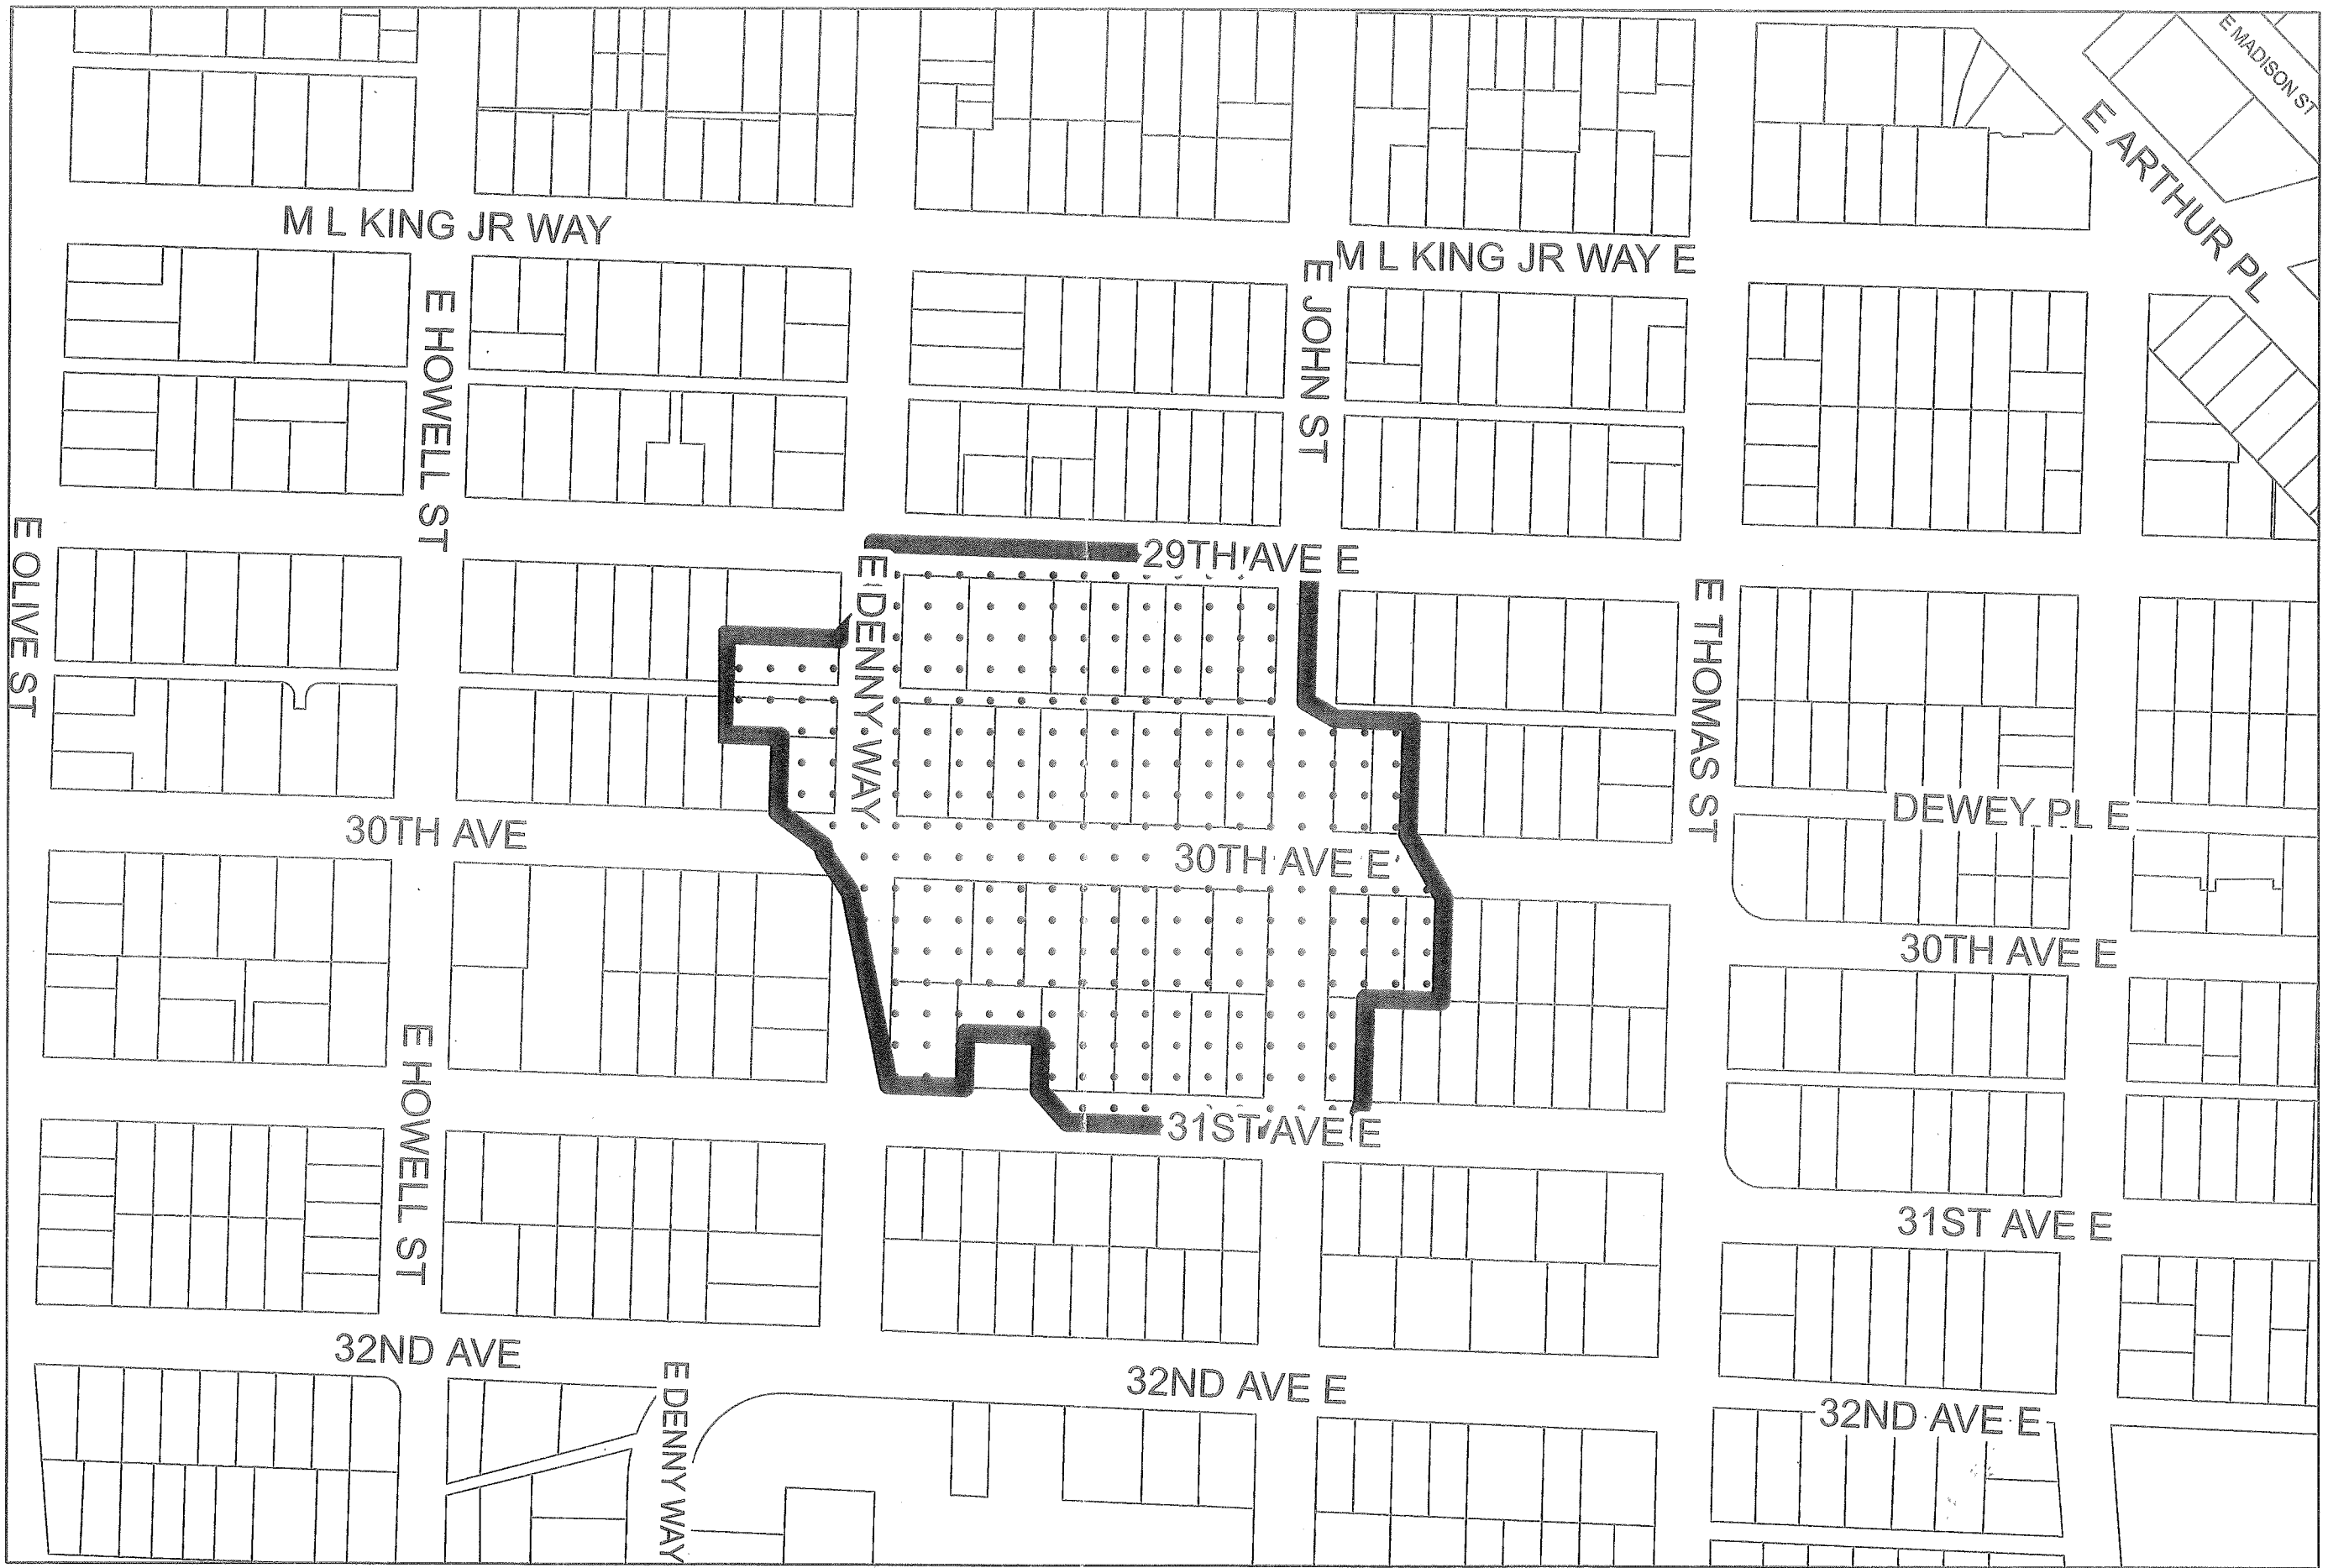 E MADISON ST
E ARTHUR PL
M L KING JR WAY
M L KING JR WAY E
E HOWELL ST
E JOHN ST
E OLIVE ST
29TH AVE E
E DENNY WAY
E THOMAS ST
30TH AVE
30TH AVE E
DEWEY PL E
30TH AVE E
E HOWELL ST
31ST AVE E
31ST AVE E
32ND AVE
32ND AVE E
32ND AVE E
E DENNY WAY